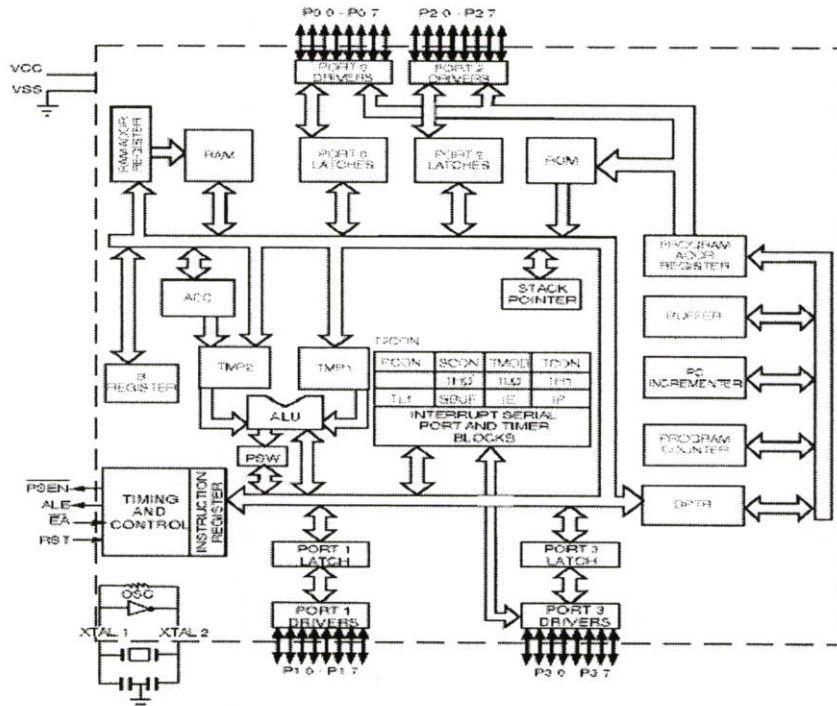 P0 0 - P0 7
P2 0 - P2 7
VCC
VSS
PORT 0
DRIVERS
PORT 2
DRIVERS
RAM ADDR
REGISTER
RAM
PORT 0
LATCHES
PORT 2
LATCHES
ROM
PROGRAM
ADDR
REGISTER
STACK
POINTER
ACC
BUFFER
B
REGISTER
TMP2
TMP1
T2CON
PCON SCON TMOD TCON
TH0 TL0 TH1
TL1 SBUF IE IP
INTERRUPT SERIAL
PORT AND TIMER
BLOCKS
PC
INCREMENTER
ALU
PSW
PROGRAM
COUNTER
PSEN
ALE
EA
RST
TIMING
AND
CONTROL
INSTRUCTION
REGISTER
DPTR
PORT 1
LATCH
PORT 3
LATCH
OSC
XTAL 1
XTAL 2
PORT 1
DRIVERS
PORT 3
DRIVERS
P1 0 - P1 7
P3 0 - P3 7